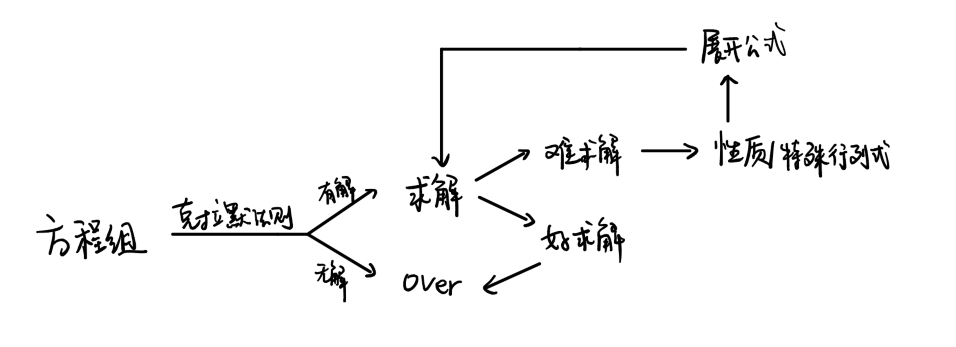 展开公式
难求解
性质/特殊行列式
有解
求解
克拉默法则
方程组
好求解
无解
over